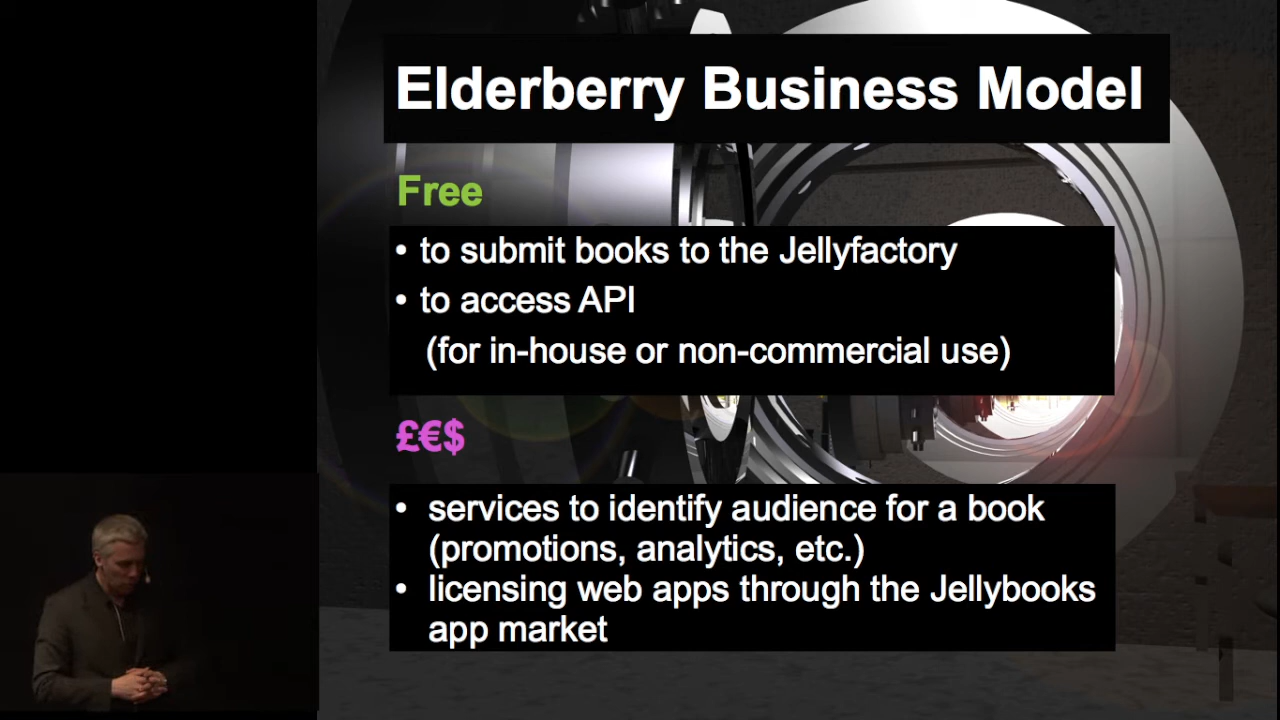 Elderberry Business Model
Free
• to submit books to the Jellyfactory
• to access API
(for in-house or non-commercial use)
£€$
• services to identify audience for a book
(promotions, analytics, etc.)
• licensing web apps through the Jellybooks
app market